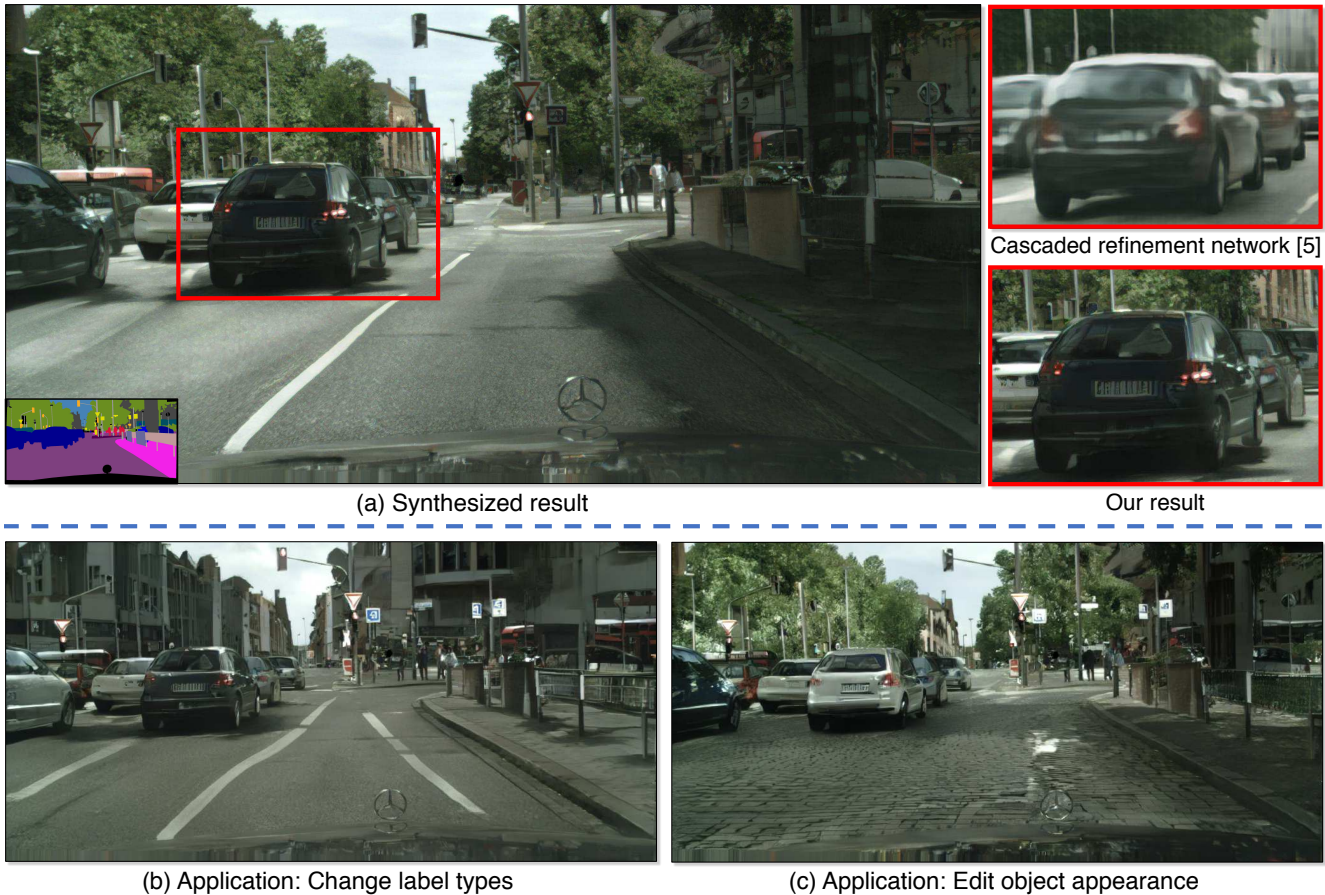 Cascaded refinement network [5]
(a) Synthesized result
Our result
(b) Application: Change label types
(c) Application: Edit object appearance